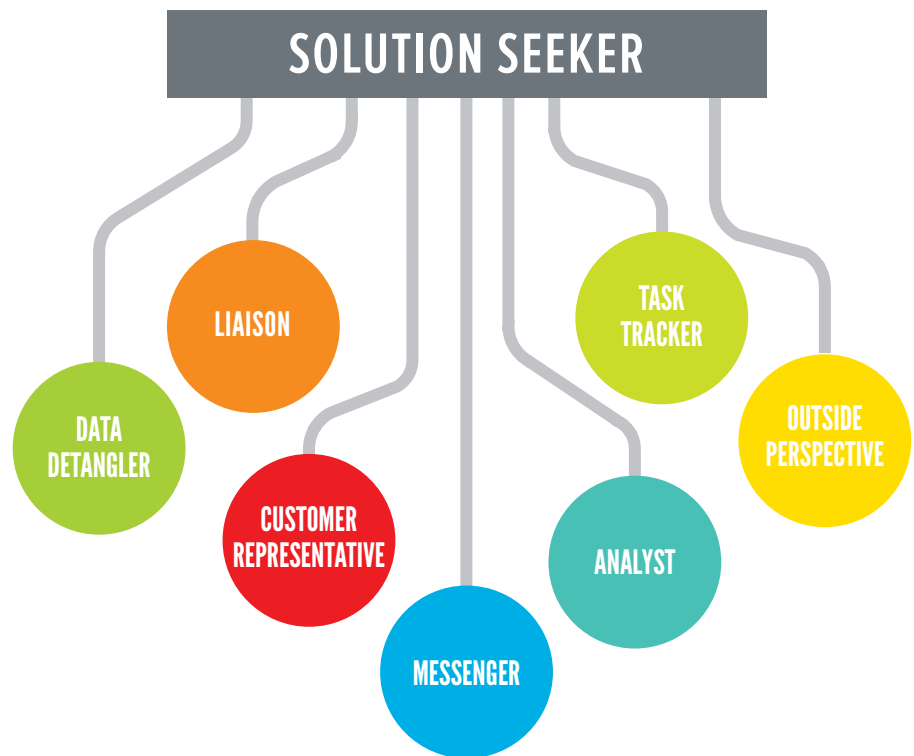 SOLUTION SEEKER
LIAISON
TASK
TRACKER
DATA
DETANGLER
OUTSIDE
PERSPECTIVE
CUSTOMER
REPRESENTATIVE
ANALYST
MESSENGER